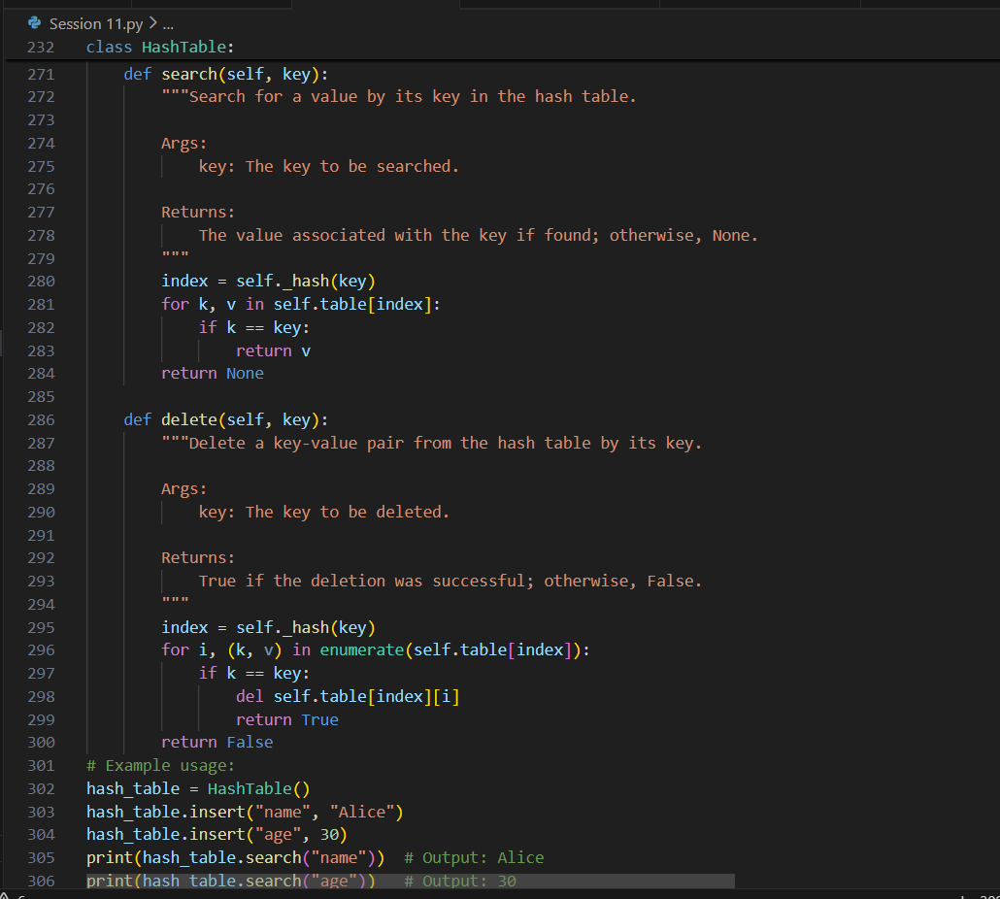 Session 11.py > ...
232 class HashTable:
271     def search(self, key):
272         """Search for a value by its key in the hash table.
273
274         Args:
275             key: The key to be searched.
276
277         Returns:
278             The value associated with the key if found; otherwise, None.
279         """
280         index = self._hash(key)
281         for k, v in self.table[index]:
282             if k == key:
283                 return v
284         return None
285
286     def delete(self, key):
287         """Delete a key-value pair from the hash table by its key.
288
289         Args:
290             key: The key to be deleted.
291
292         Returns:
293             True if the deletion was successful; otherwise, False.
294         """
295         index = self._hash(key)
296         for i, (k, v) in enumerate(self.table[index]):
297             if k == key:
298                 del self.table[index][i]
299                 return True
300         return False
301 # Example usage:
302 hash_table = HashTable()
303 hash_table.insert("name", "Alice")
304 hash_table.insert("age", 30)
305 print(hash_table.search("name"))  # Output: Alice
306 print(hash_table.search("age"))   # Output: 30